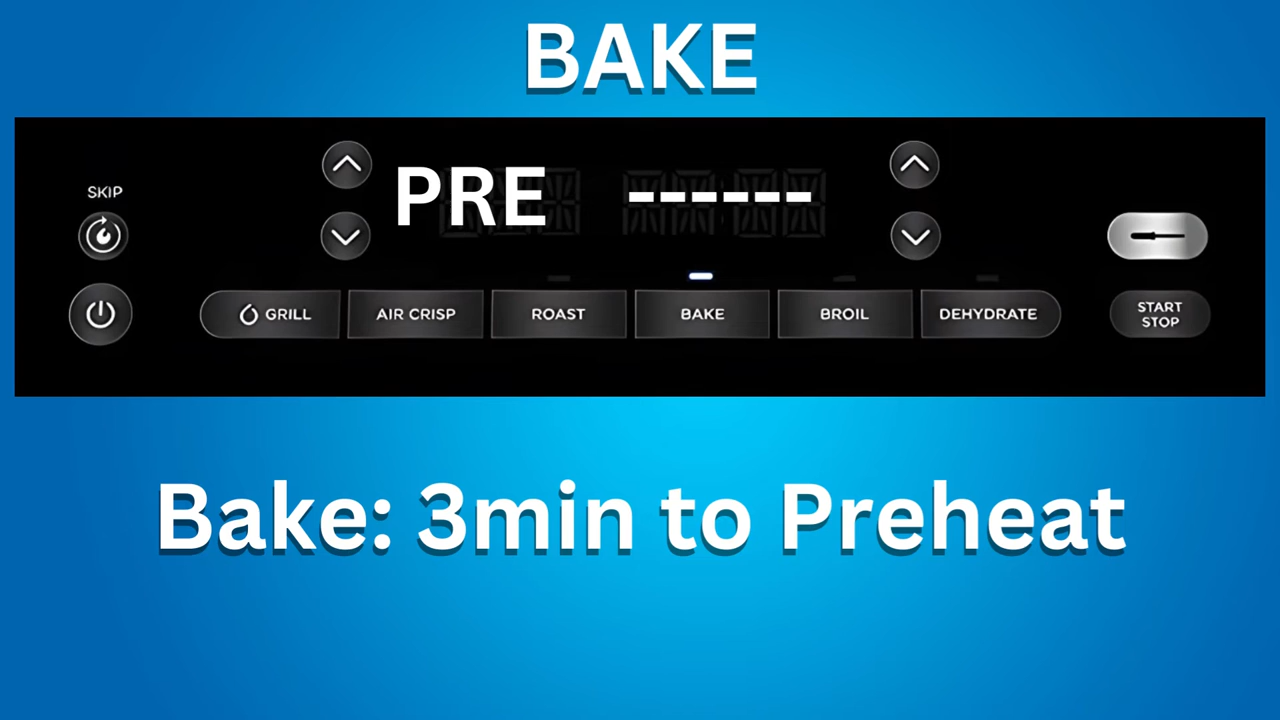 BAKE
SKIP
PRE ------
GRILL AIR CRISP ROAST BAKE BROIL DEHYDRATE
START
STOP
Bake: 3min to Preheat